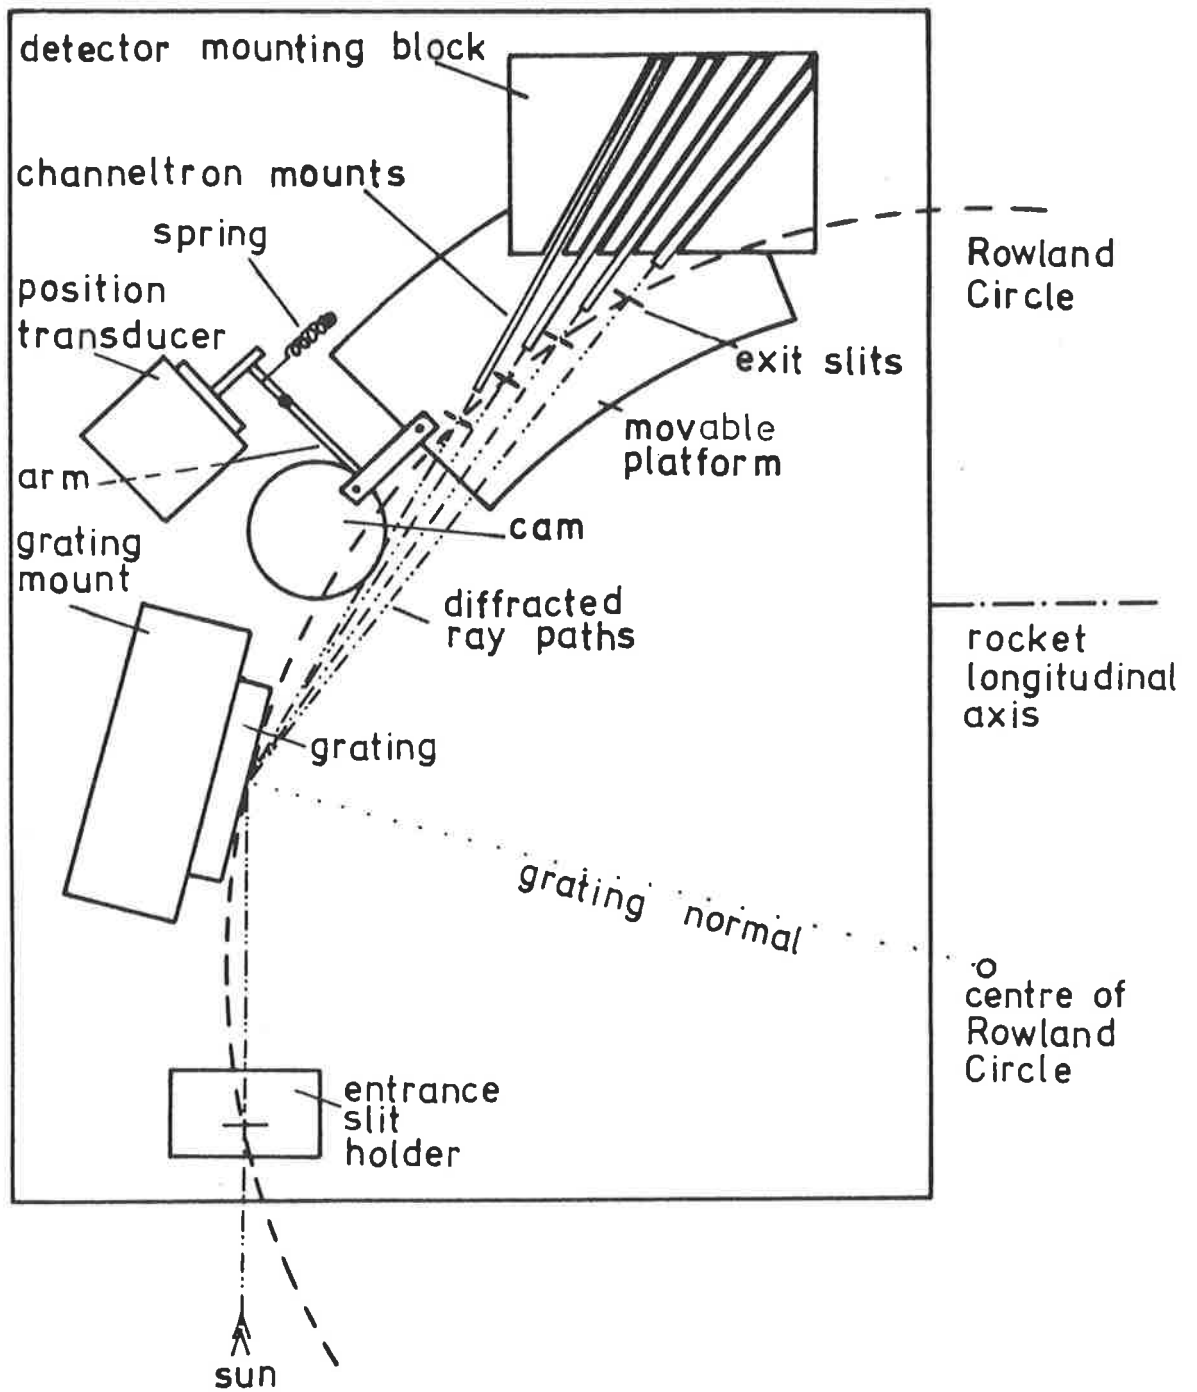 detector mounting block
channeltron mounts
spring
position
transducer
Rowland
Circle
exit slits
movable
platform
arm
cam
grating
mount
diffracted
ray paths
rocket
longitudinal
axis
grating
grating normal
centre of
Rowland
Circle
entrance
slit
holder
sun